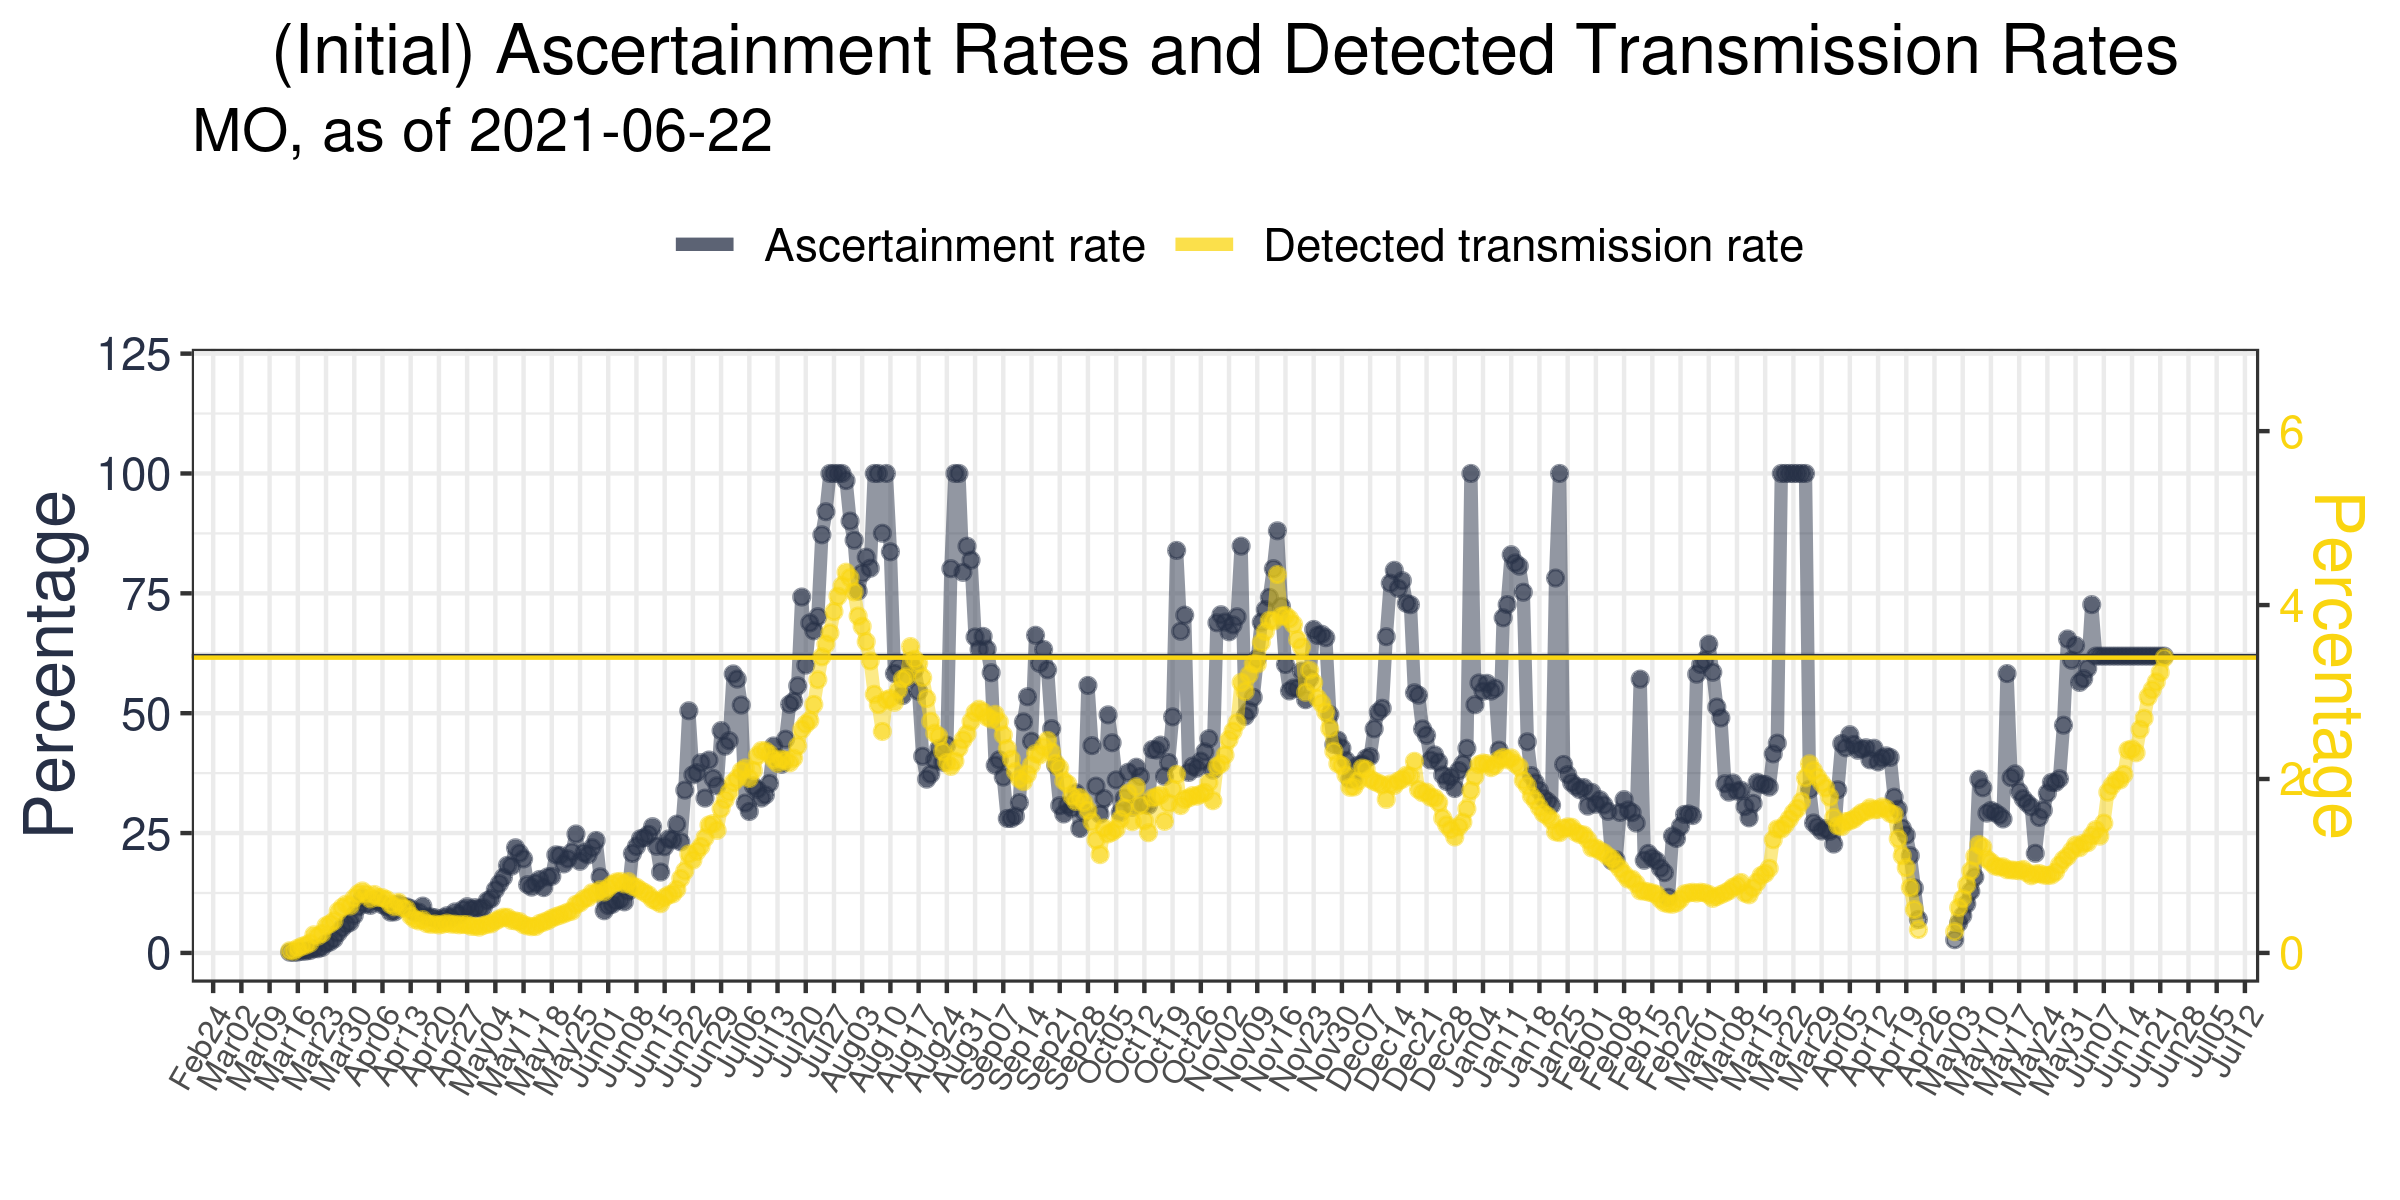 (Initial) Ascertainment Rates and Detected Transmission Rates
MO, as of 2021-06-22
Ascertainment rate
Detected transmission rate
Percentage
125
100
75
50
25
0
6
4
2
0
Percentage
Feb24
Mar02
Mar09
Mar16
Mar23
Mar30
Apr06
Apr13
Apr20
Apr27
May04
May11
May18
May25
Jun01
Jun08
Jun15
Jun22
Jun29
Jul06
Jul13
Jul20
Jul27
Aug03
Aug10
Aug17
Aug24
Aug31
Sep07
Sep14
Sep21
Sep28
Oct05
Oct12
Oct19
Oct26
Nov02
Nov09
Nov16
Nov23
Nov30
Dec07
Dec14
Dec21
Dec28
Jan04
Jan11
Jan18
Jan25
Feb01
Feb08
Feb15
Feb22
Mar01
Mar08
Mar15
Mar22
Mar29
Apr05
Apr12
Apr19
Apr26
May03
May10
May17
May24
May31
Jun07
Jun14
Jun21
Jun28
Jul05
Jul12